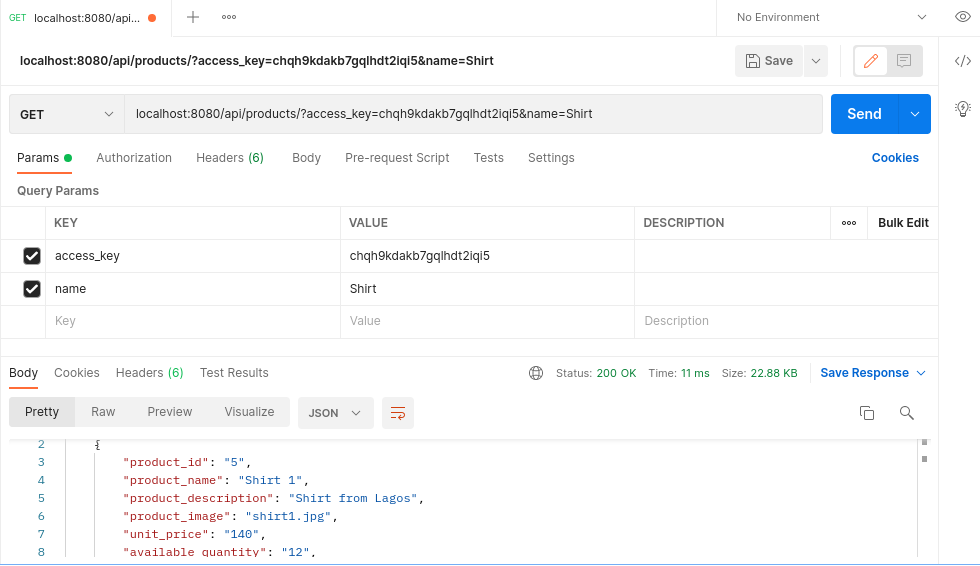 GET localhost:8080/api... No Environment
localhost:8080/api/products/?access_key=chqh9kdakb7gqlhdt2iqi5&name=Shirt Save
GET localhost:8080/api/products/?access_key=chqh9kdakb7gqlhdt2iqi5&name=Shirt Send
Params Authorization Headers (6) Body Pre-request Script Tests Settings Cookies
Query Params
KEY VALUE DESCRIPTION Bulk Edit
access_key chqh9kdakb7gqlhdt2iqi5
name Shirt
Key Value Description
Body Cookies Headers (6) Test Results Status: 200 OK Time: 11 ms Size: 22.88 KB Save Response
Pretty Raw Preview Visualize JSON
2 {
3 "product_id": "5",
4 "product_name": "Shirt 1",
5 "product_description": "Shirt from Lagos",
6 "product_image": "shirt1.jpg",
7 "unit_price": "140",
8 "available_quantity": "12",